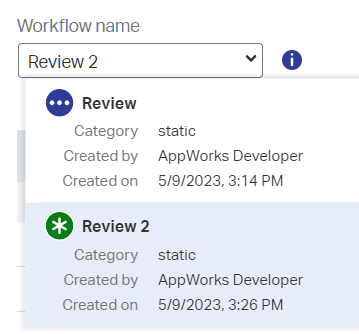 Workflow name
Review 2
Review
Category static
Created by AppWorks Developer
Created on 5/9/2023, 3:14 PM
Review 2
Category static
Created by AppWorks Developer
Created on 5/9/2023, 3:26 PM